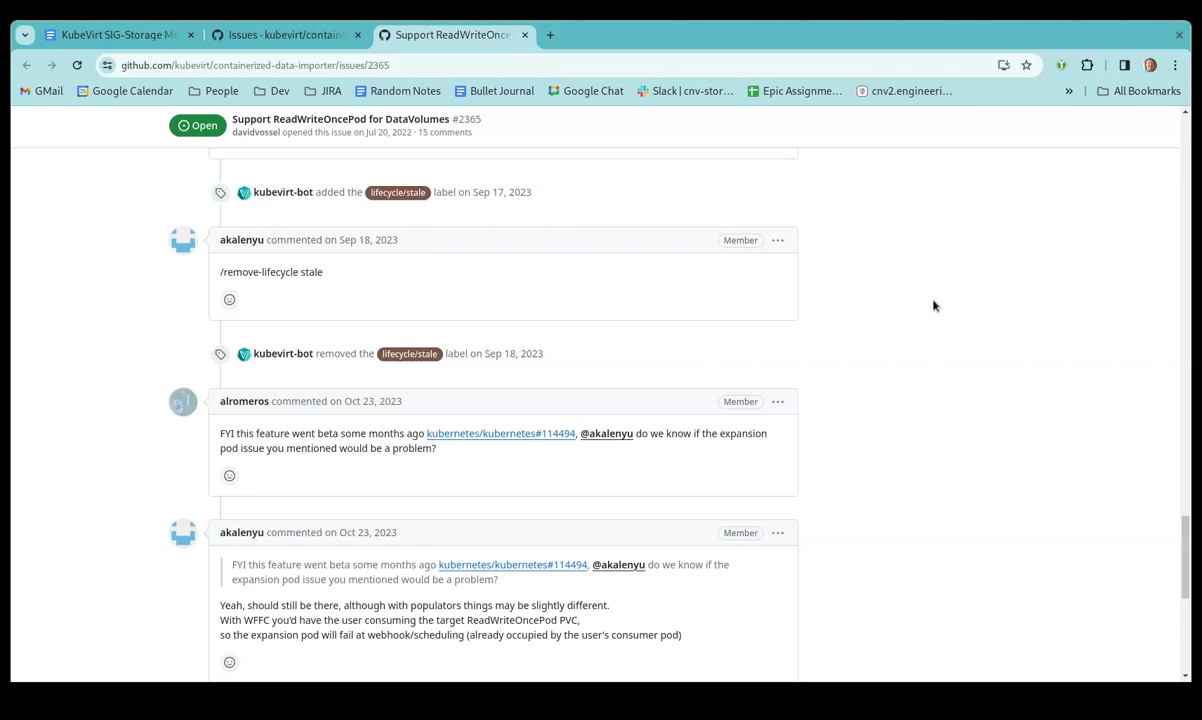 KubeVirt SIG-Storage Me
Issues · kubevirt/contain
Support ReadWriteOnce
github.com/kubevirt/containerized-data-importer/issues/2365
GMail
Google Calendar
People
Dev
JIRA
Random Notes
Bullet Journal
Google Chat
Slack | cnv-stor...
Epic Assignme...
cnv2.engineeri...
»
All Bookmarks
Open
Support ReadWriteOncePod for DataVolumes #2365
davidvossel opened this issue on Jul 20, 2022 · 15 comments
kubevirt-bot added the lifecycle/stale label on Sep 17, 2023
akalenyu commented on Sep 18, 2023
Member
/remove-lifecycle stale
kubevirt-bot removed the lifecycle/stale label on Sep 18, 2023
alromeros commented on Oct 23, 2023
Member
FYI this feature went beta some months ago kubernetes/kubernetes#114494, @akalenyu do we know if the expansion
pod issue you mentioned would be a problem?
akalenyu commented on Oct 23, 2023
Member
FYI this feature went beta some months ago kubernetes/kubernetes#114494, @akalenyu do we know if the
expansion pod issue you mentioned would be a problem?
Yeah, should still be there, although with populators things may be slightly different.
With WFFC you'd have the user consuming the target ReadWriteOncePod PVC,
so the expansion pod will fail at webhook/scheduling (already occupied by the user's consumer pod)